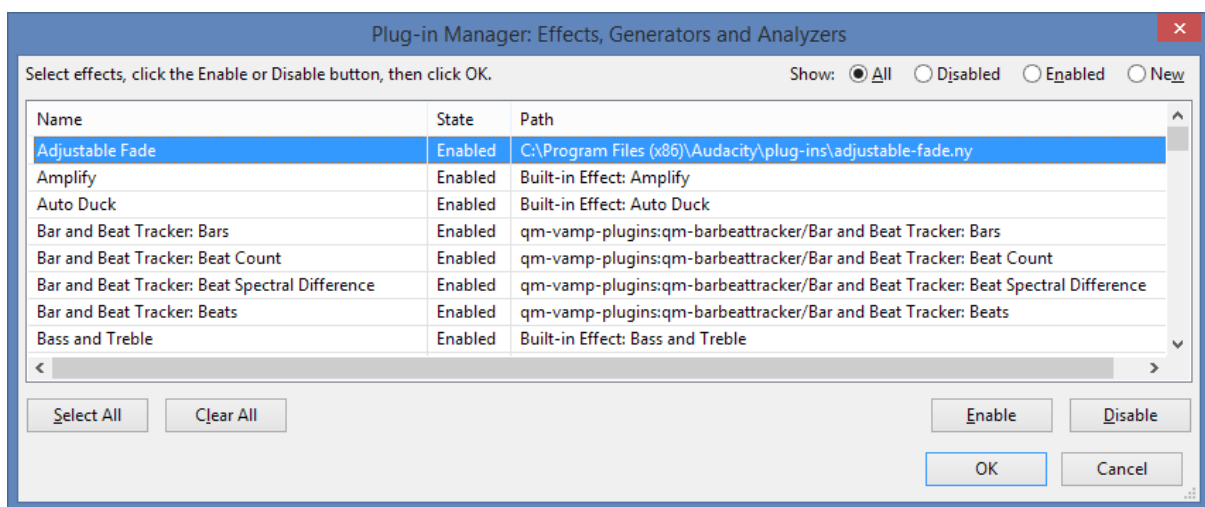 Plug-in Manager: Effects, Generators and Analyzers
Select effects, click the Enable or Disable button, then click OK. Show: All Disabled Enabled New
Name State Path
Adjustable Fade Enabled C:\Program Files (x86)\Audacity\plug-ins\adjustable-fade.ny
Amplify Enabled Built-in Effect: Amplify
Auto Duck Enabled Built-in Effect: Auto Duck
Bar and Beat Tracker: Bars Enabled qm-vamp-plugins:qm-barbeattracker/Bar and Beat Tracker: Bars
Bar and Beat Tracker: Beat Count Enabled qm-vamp-plugins:qm-barbeattracker/Bar and Beat Tracker: Beat Count
Bar and Beat Tracker: Beat Spectral Difference Enabled qm-vamp-plugins:qm-barbeattracker/Bar and Beat Tracker: Beat Spectral Difference
Bar and Beat Tracker: Beats Enabled qm-vamp-plugins:qm-barbeattracker/Bar and Beat Tracker: Beats
Bass and Treble Enabled Built-in Effect: Bass and Treble
Select All Clear All Enable Disable
OK Cancel